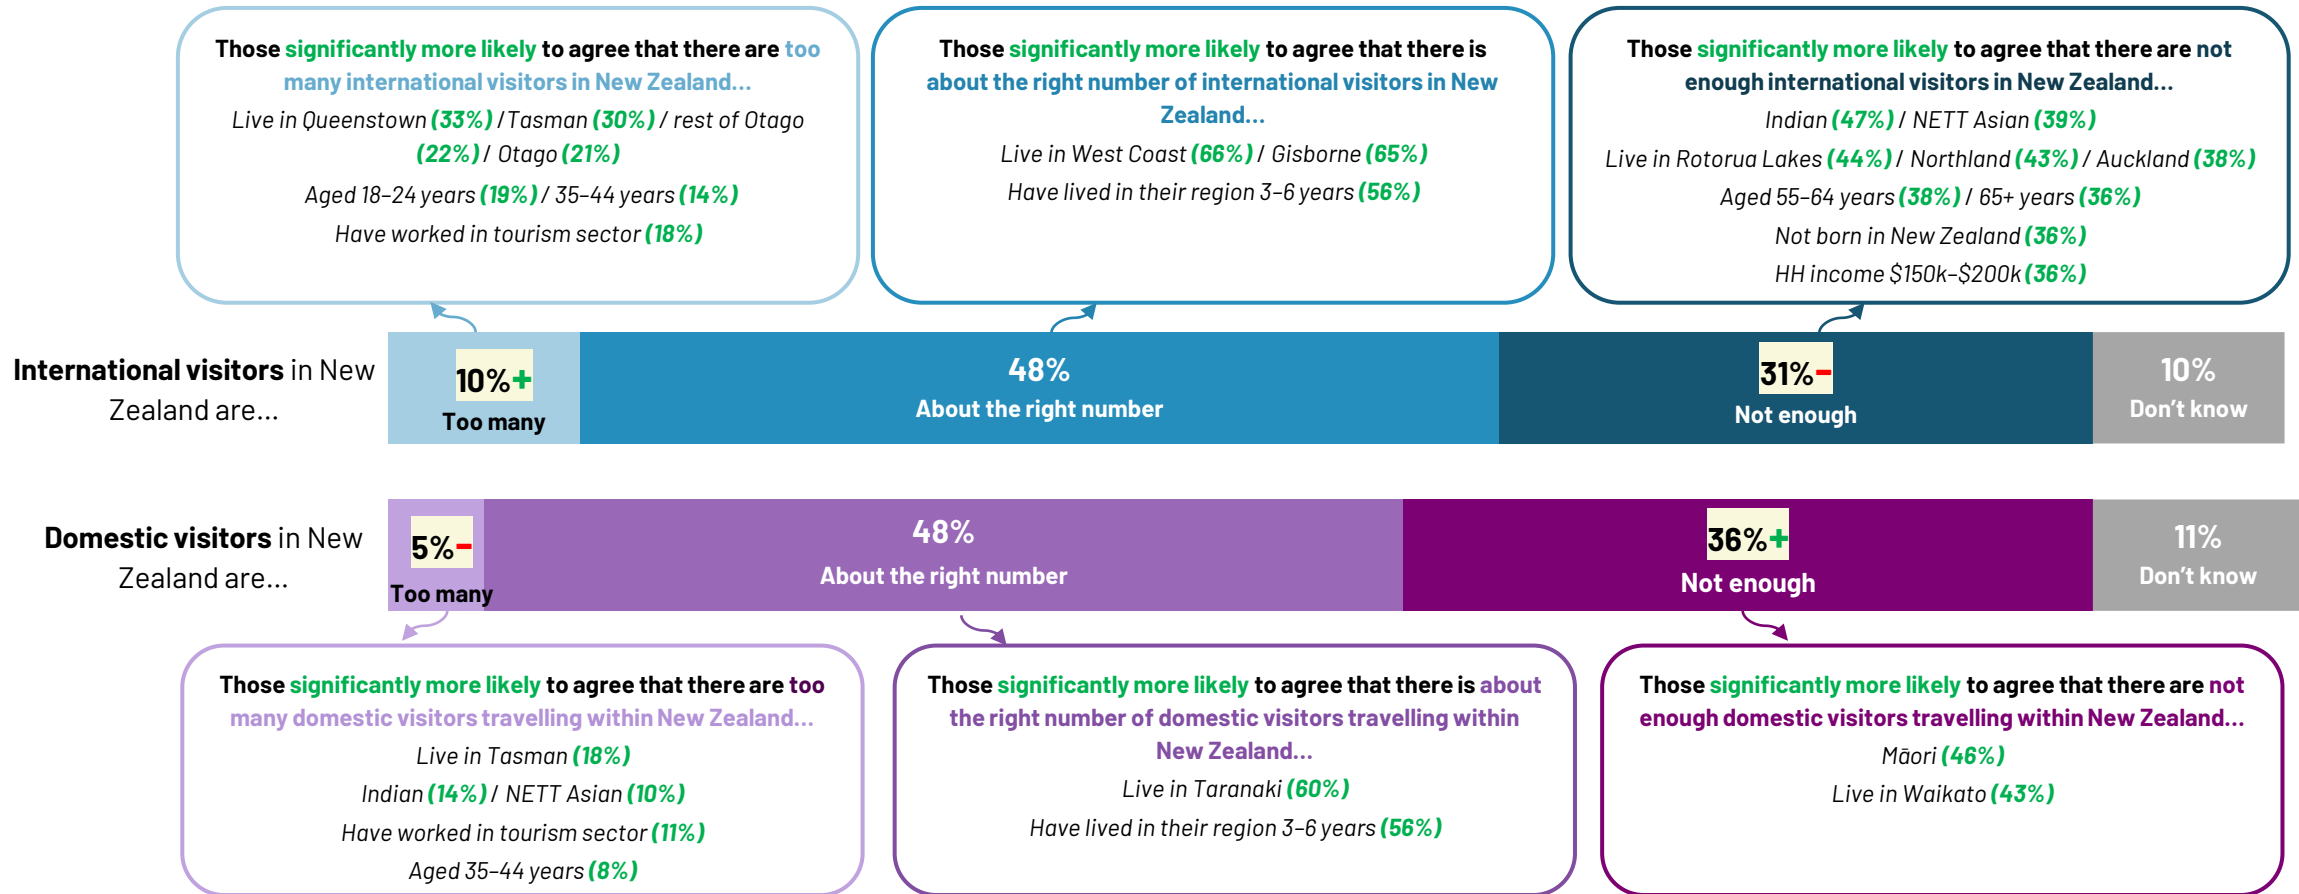 Those significantly more likely to agree that there are too
many international visitors in New Zealand...
Live in Queenstown (33%) /Tasman (30%) / rest of Otago
(22%) / Otago (21%)
Aged 18–24 years (19%) / 35–44 years (14%)
Have worked in tourism sector (18%)
Those significantly more likely to agree that there is
about the right number of international visitors in New
Zealand...
Live in West Coast (66%) / Gisborne (65%)
Have lived in their region 3–6 years (56%)
Those significantly more likely to agree that there are not
enough international visitors in New Zealand...
Indian (47%) / NETT Asian (39%)
Live in Rotorua Lakes (44%) / Northland (43%) / Auckland (38%)
Aged 55–64 years (38%) / 65+ years (36%)
Not born in New Zealand (36%)
HH income $150k–$200k (36%)
International visitors in New
Zealand are...
10%+
Too many
48%
About the right number
31%–
Not enough
10%
Don't know
Domestic visitors in New
Zealand are...
5%–
Too many
48%
About the right number
36%+
Not enough
11%
Don't know
Those significantly more likely to agree that there are too
many domestic visitors travelling within New Zealand...
Live in Tasman (18%)
Indian (14%) / NETT Asian (10%)
Have worked in tourism sector (11%)
Aged 35–44 years (8%)
Those significantly more likely to agree that there is about
the right number of domestic visitors travelling within
New Zealand...
Live in Taranaki (60%)
Have lived in their region 3–6 years (56%)
Those significantly more likely to agree that there are not
enough domestic visitors travelling within New Zealand...
Māori (46%)
Live in Waikato (43%)